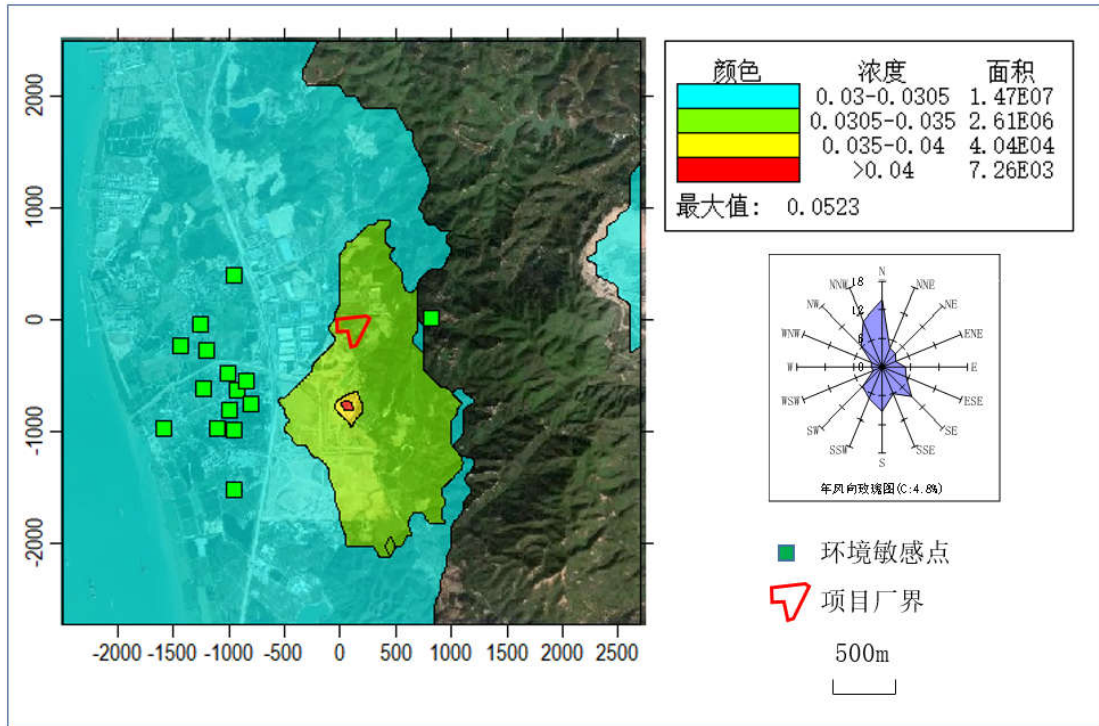 颜色 浓度 面积
0.03-0.0305 1.47E07
0.0305-0.035 2.61E06
0.035-0.04 4.04E04
>0.04 7.26E03
最大值: 0.0523
2000
1000
0
-1000
-2000
-2000 -1500 -1000 -500 0 500 1000 1500 2000 2500
N
NNW 18 NNE
NW 12 NE
WNW 6 ENE
W 0 E
WSW ESE
SW SE
SSW SSE
S
年风向玫瑰图(C:4.8%)
环境敏感点
项目厂界
500m